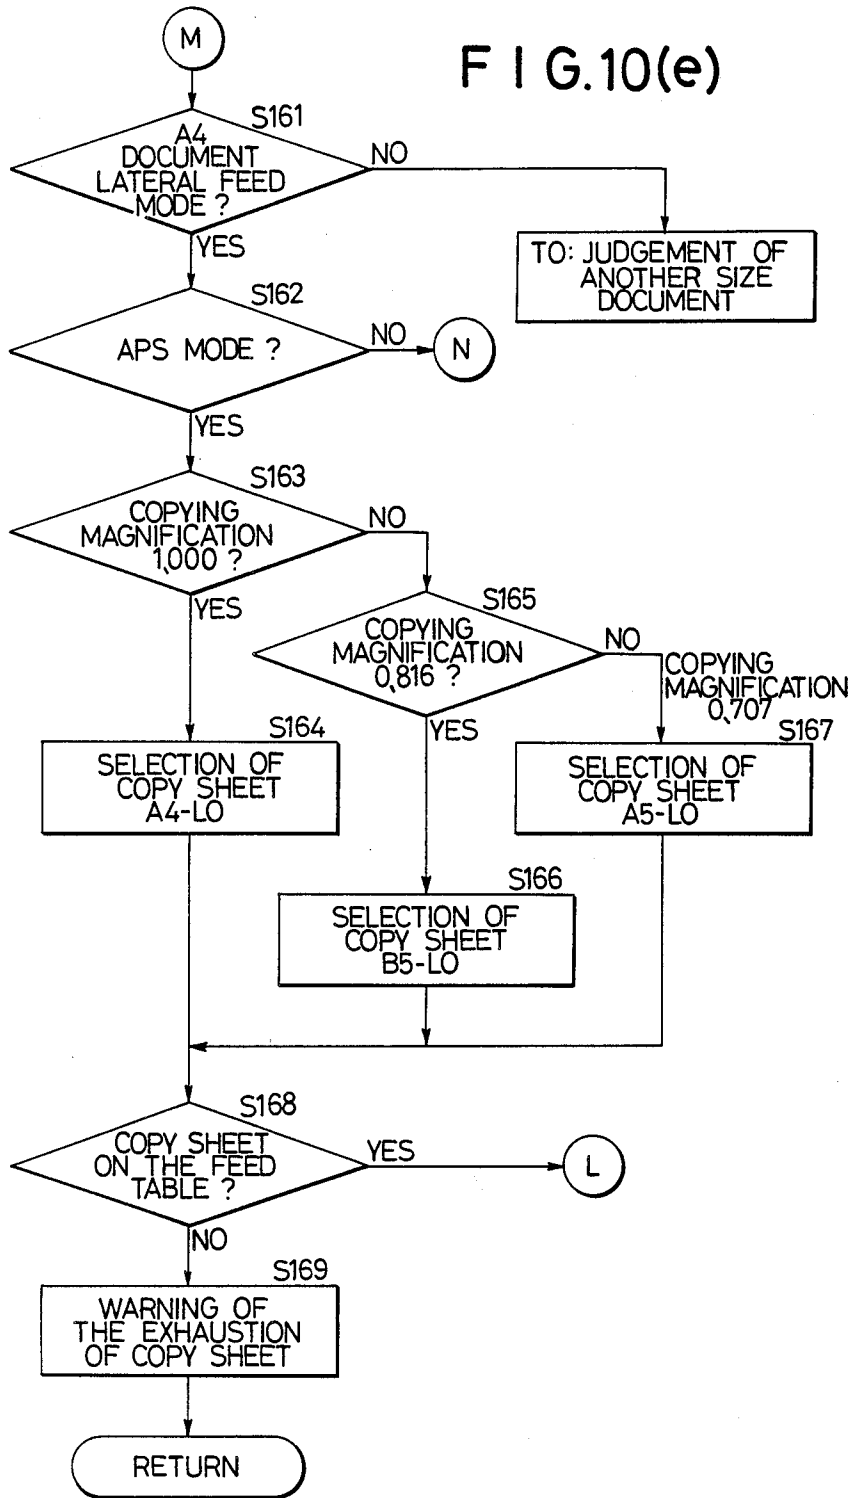 M
FIG.10(e)
S161
A4
DOCUMENT
LATERAL FEED
MODE ?
NO
YES
TO: JUDGEMENT OF
ANOTHER SIZE
DOCUMENT
S162
APS MODE ?
NO
N
YES
S163
COPYING
MAGNIFICATION
1,000 ?
NO
YES
S165
COPYING
MAGNIFICATION
0,816 ?
NO
YES
COPYING
MAGNIFICATION
0,707
S164
SELECTION OF
COPY SHEET
A4-LO
S167
SELECTION OF
COPY SHEET
A5-LO
S166
SELECTION OF
COPY SHEET
B5-LO
S168
COPY SHEET
ON THE FEED
TABLE ?
YES
L
NO
S169
WARNING OF
THE EXHAUSTION
OF COPY SHEET
RETURN